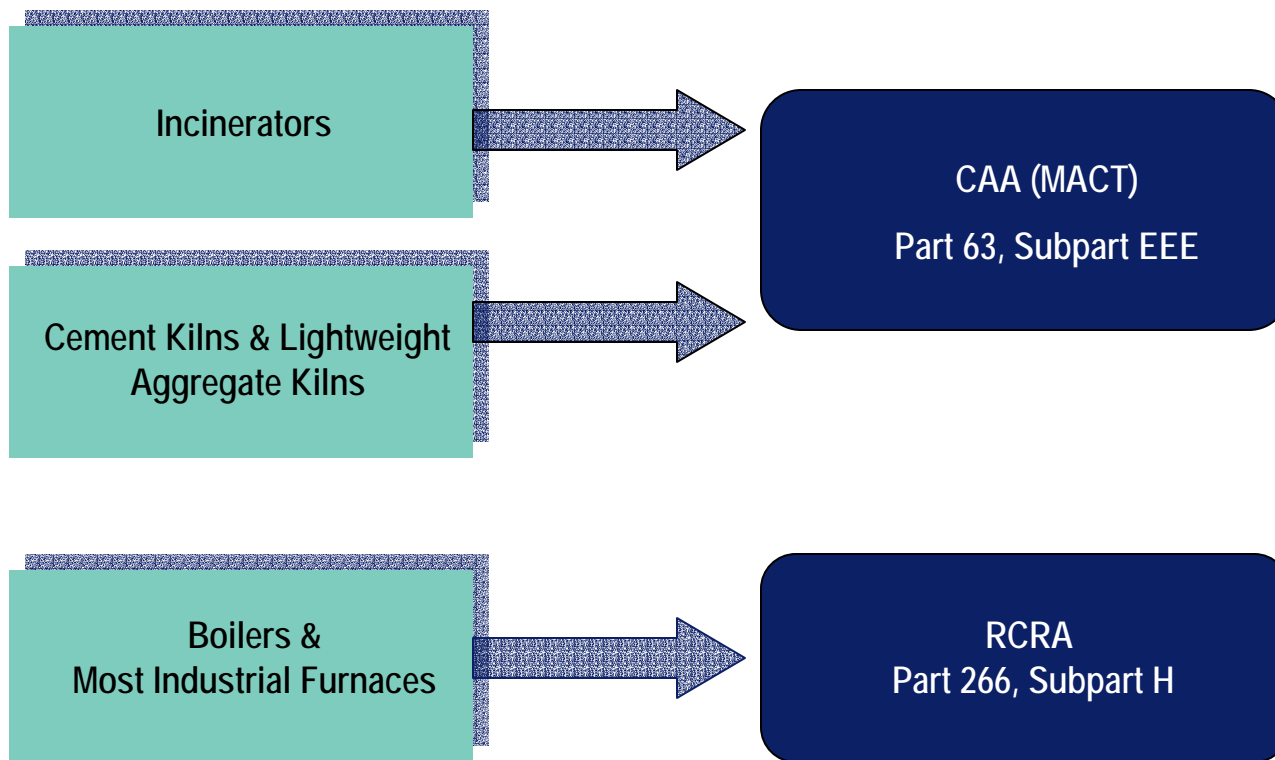 Incinerators
CAA (MACT)
Part 63, Subpart EEE
Cement Kilns & Lightweight
Aggregate Kilns
Boilers &
Most Industrial Furnaces
RCRA
Part 266, Subpart H